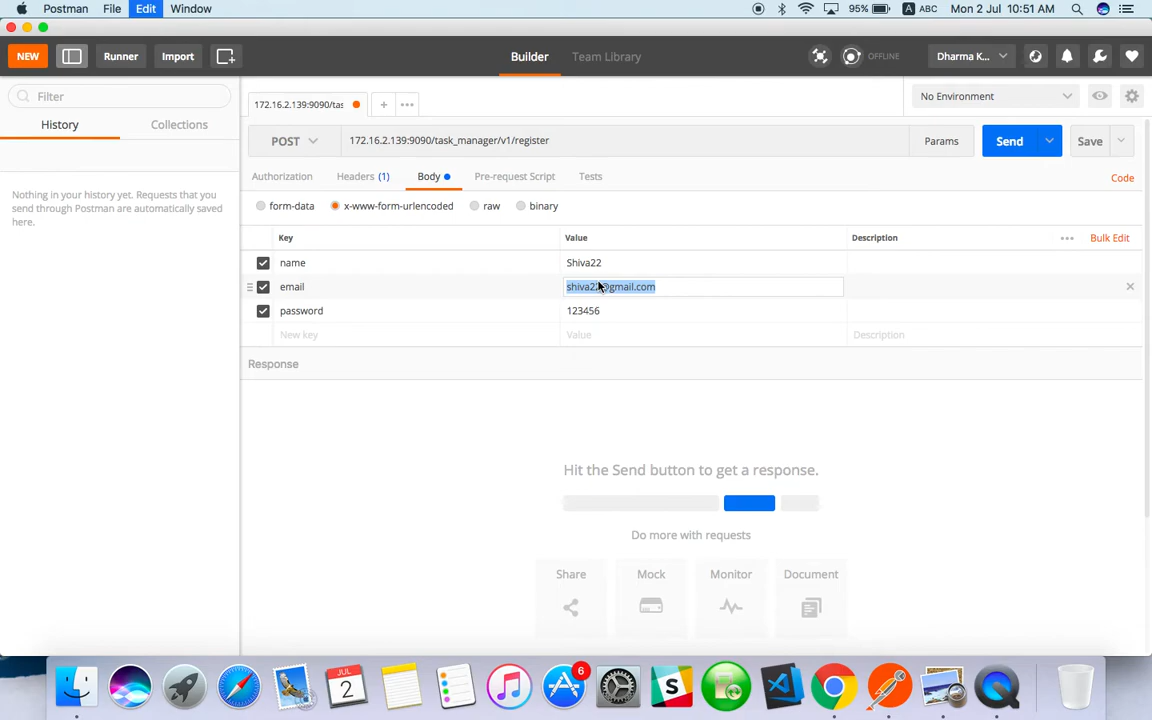 Postman File Edit Window 95% A ABC Mon 2 Jul 10:51 AM
NEW Runner Import Builder Team Library OFFLINE Dharma K...
Filter
History Collections
Nothing in your history yet. Requests that you
send through Postman are automatically saved
here.
172.16.2.139:9090/tas + ••• No Environment
POST 172.16.2.139:9090/task_manager/v1/register Params Send Save
Authorization Headers (1) Body Pre-request Script Tests Code
form-data x-www-form-urlencoded raw binary
Key Value Description ••• Bulk Edit
name Shiva22
email shiva22@gmail.com
password 123456
New key Value Description
Response
Hit the Send button to get a response.
Do more with requests
Share Mock Monitor Document
JUL
2
6